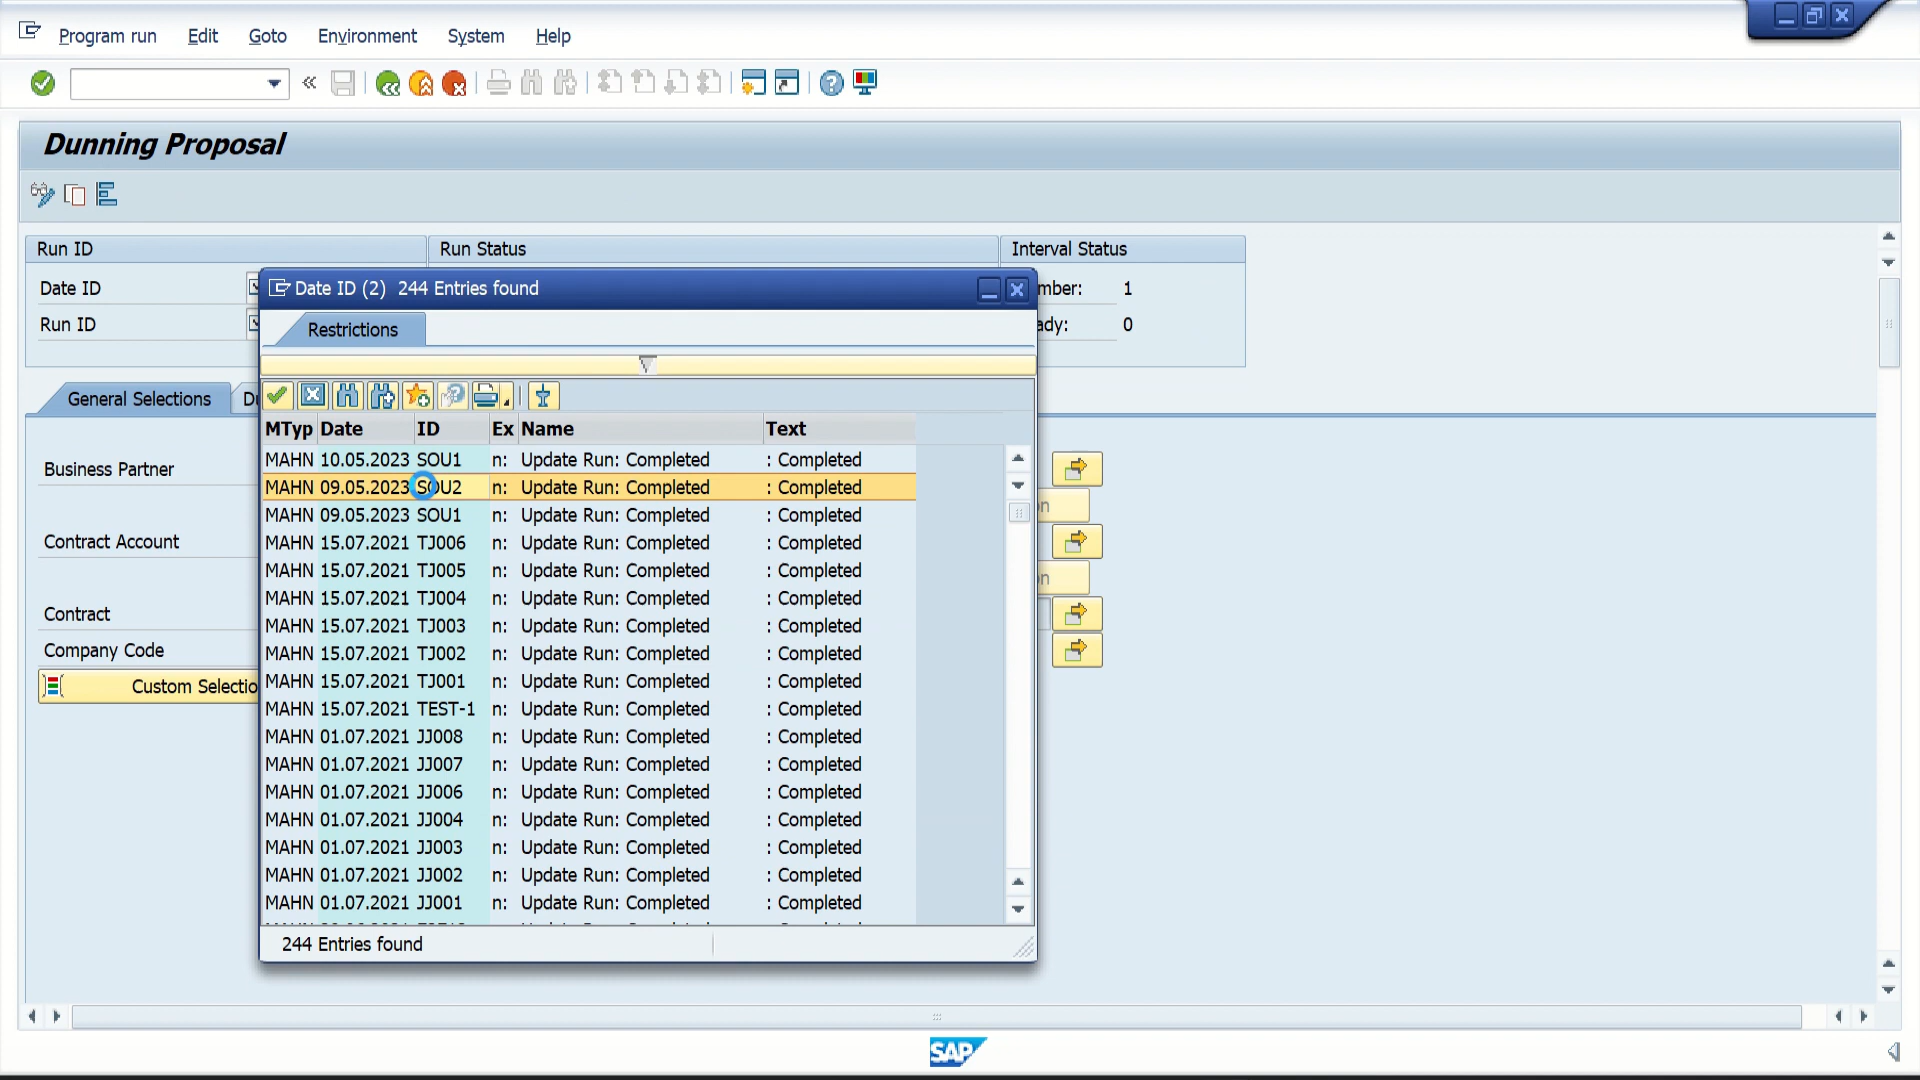 Program run Edit Goto Environment System Help
Dunning Proposal
Run ID Run Status Interval Status
Date ID
mber: 1
Run ID
ady: 0
Date ID (2) 244 Entries found
Restrictions
General Selections
MTyp Date ID Ex Name Text
MAHN 10.05.2023 SOU1 n: Update Run: Completed : Completed
MAHN 09.05.2023 SOU2 n: Update Run: Completed : Completed
MAHN 09.05.2023 SOU1 n: Update Run: Completed : Completed
MAHN 15.07.2021 TJ006 n: Update Run: Completed : Completed
MAHN 15.07.2021 TJ005 n: Update Run: Completed : Completed
MAHN 15.07.2021 TJ004 n: Update Run: Completed : Completed
MAHN 15.07.2021 TJ003 n: Update Run: Completed : Completed
MAHN 15.07.2021 TJ002 n: Update Run: Completed : Completed
MAHN 15.07.2021 TJ001 n: Update Run: Completed : Completed
MAHN 15.07.2021 TEST-1 n: Update Run: Completed : Completed
MAHN 01.07.2021 JJ008 n: Update Run: Completed : Completed
MAHN 01.07.2021 JJ007 n: Update Run: Completed : Completed
MAHN 01.07.2021 JJ006 n: Update Run: Completed : Completed
MAHN 01.07.2021 JJ004 n: Update Run: Completed : Completed
MAHN 01.07.2021 JJ003 n: Update Run: Completed : Completed
MAHN 01.07.2021 JJ002 n: Update Run: Completed : Completed
MAHN 01.07.2021 JJ001 n: Update Run: Completed : Completed
244 Entries found
Business Partner
on
Contract Account
on
Contract
Company Code
Custom Selectio
SAP